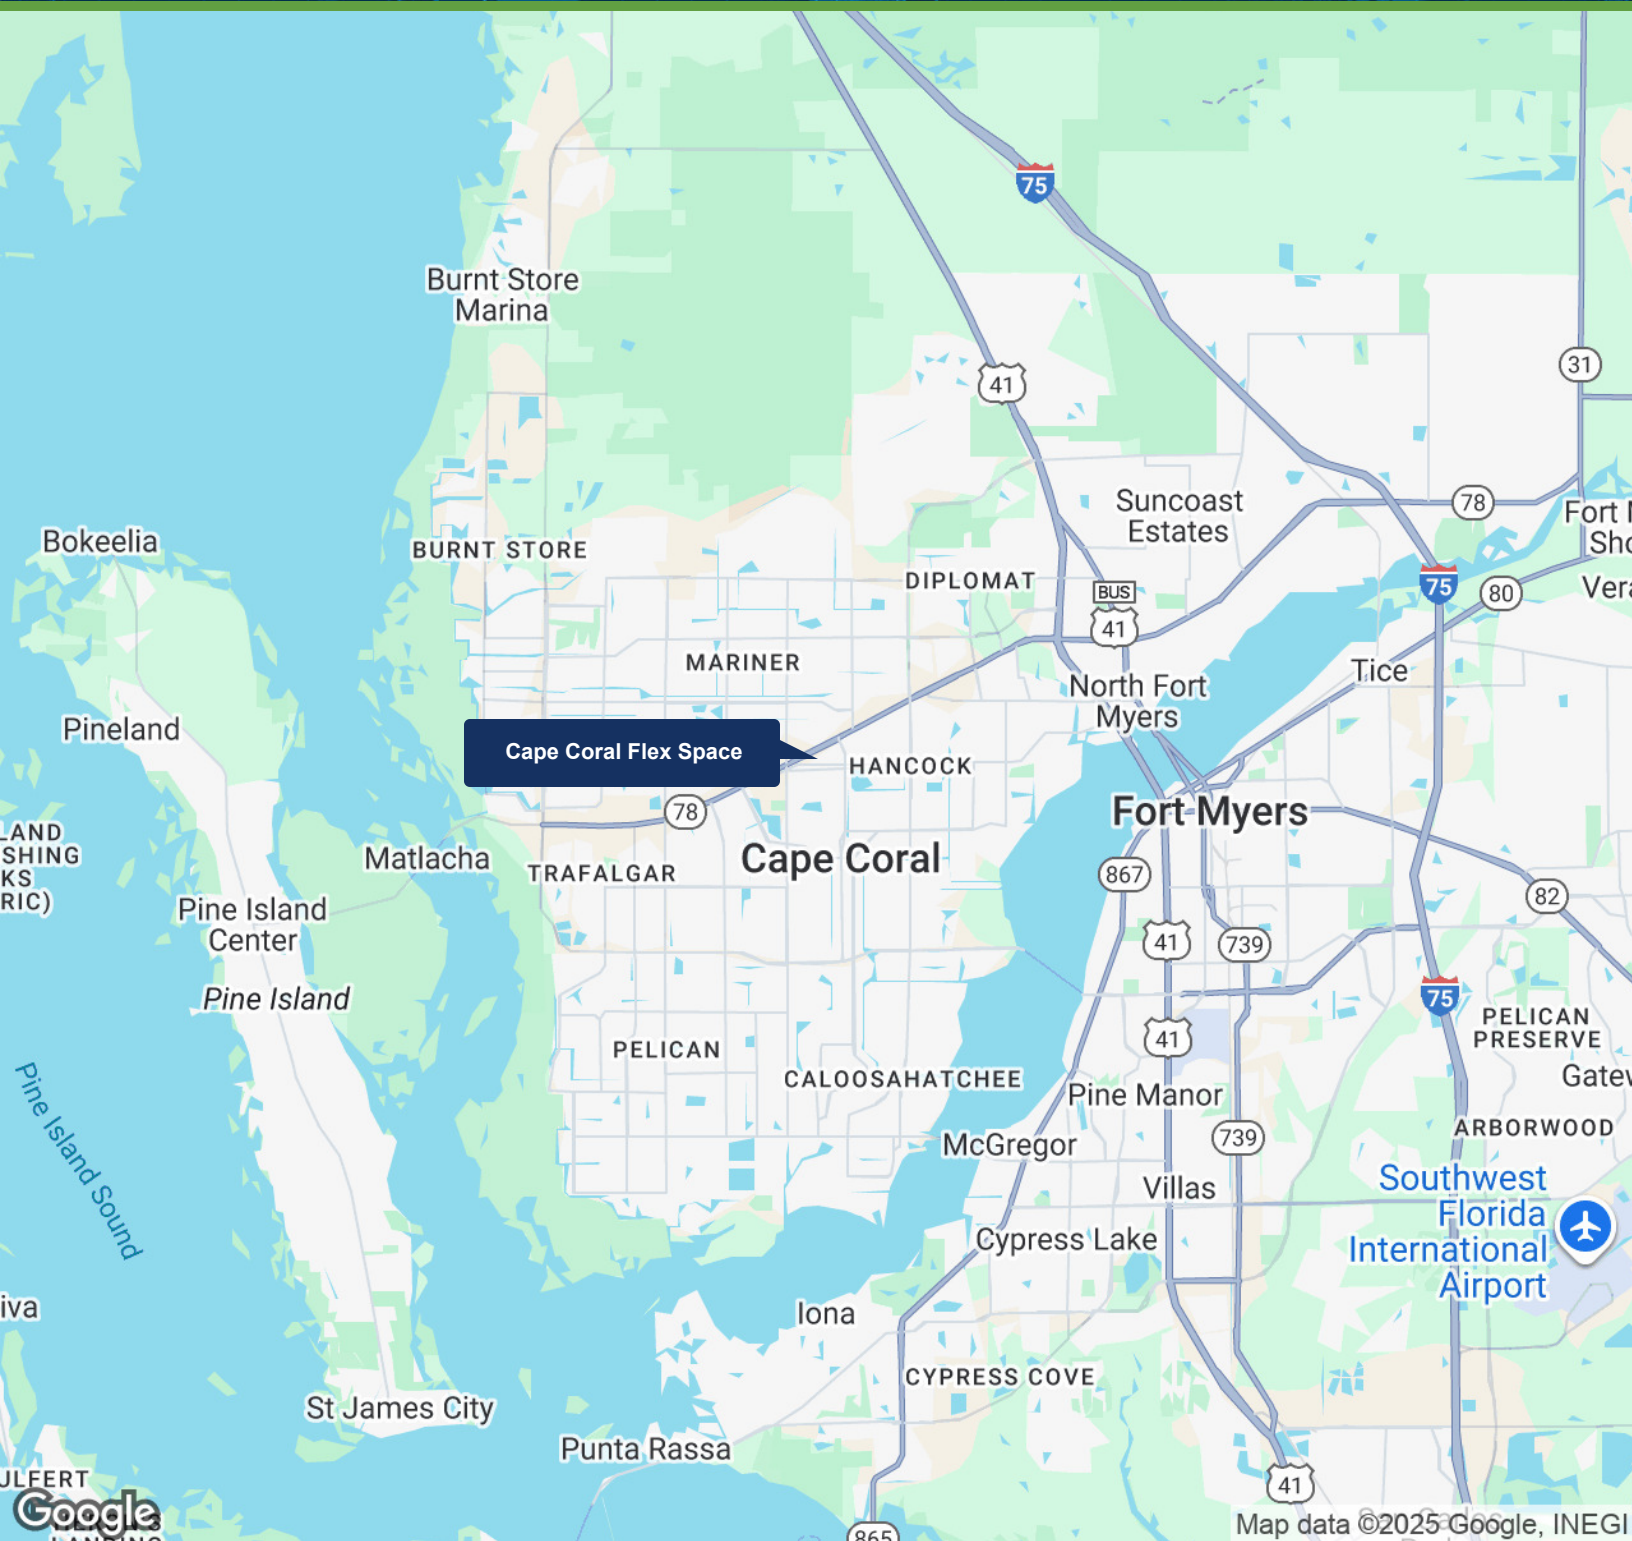 75
Burnt Store
Marina
41
31
Suncoast
Estates
78
Fort
Bokeelia
BURNT STORE
DIPLOMAT
BUS
41
75
80
MARINER
Tice
North Fort
Myers
Pineland
Cape Coral Flex Space
HANCOCK
78
Fort Myers
Matlacha
TRAFALGAR
Cape Coral
867
82
Pine Island
Center
41
739
Pine Island
75
PELICAN
PRESERVE
41
PELICAN
CALOOSAHATCHEE
Pine Manor
Pine Island Sound
ARBORWOOD
McGregor
739
Villas
Southwest
Florida
International
Airport
Cypress Lake
Iona
CYPRESS COVE
St James City
Punta Rassa
41
Google
Map data ©2025 Google, INEGI
865